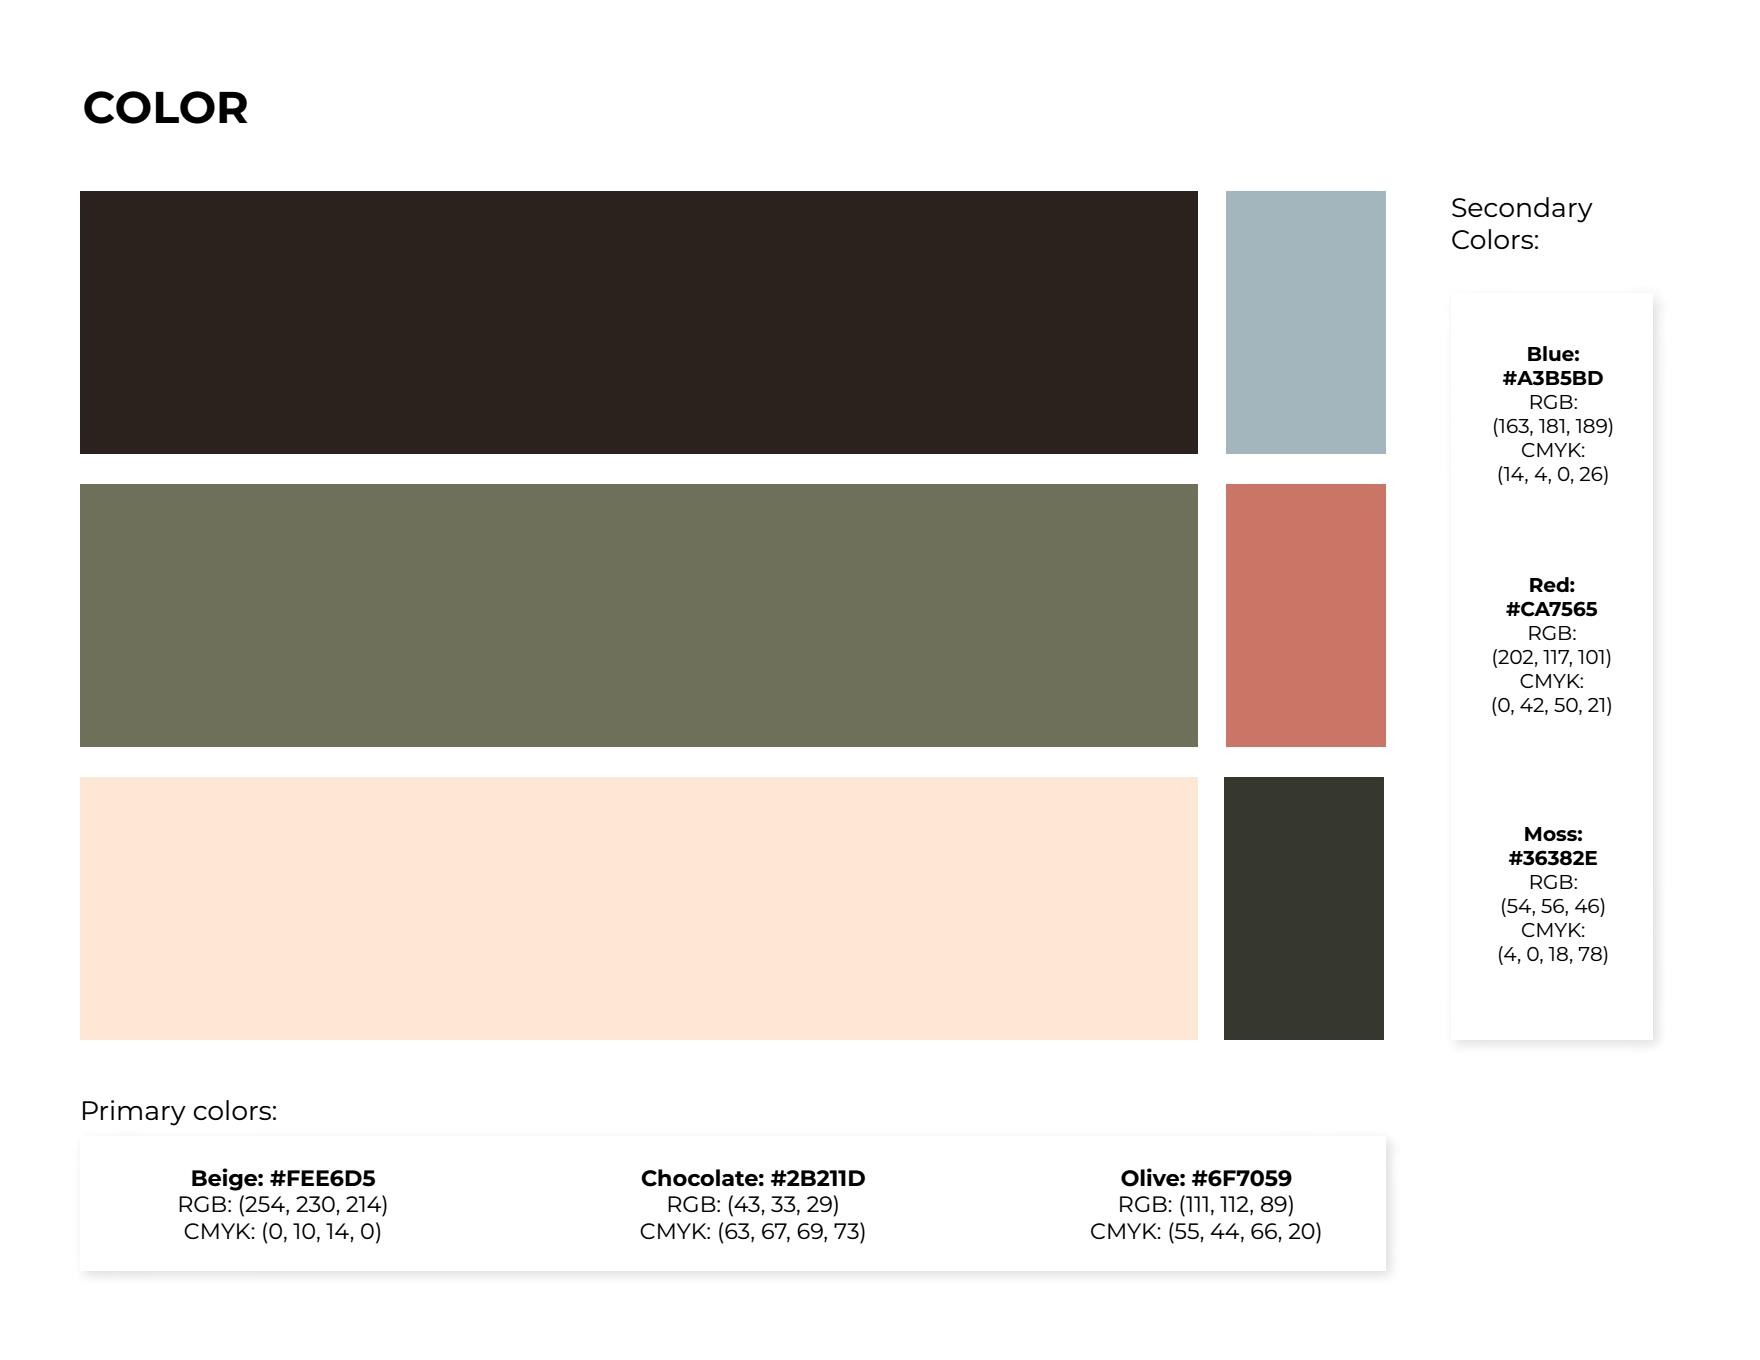 COLOR
Secondary
Colors:
Blue:
#A3B5BD
RGB:
(163, 181, 189)
CMYK:
(14, 4, 0, 26)
Red:
#CA7565
RGB:
(202, 117, 101)
CMYK:
(0, 42, 50, 21)
Moss:
#36382E
RGB:
(54, 56, 46)
CMYK:
(4, 0, 18, 78)
Primary colors:
Beige: #FEE6D5
RGB: (254, 230, 214)
CMYK: (0, 10, 14, 0)
Chocolate: #2B211D
RGB: (43, 33, 29)
CMYK: (63, 67, 69, 73)
Olive: #6F7059
RGB: (111, 112, 89)
CMYK: (55, 44, 66, 20)